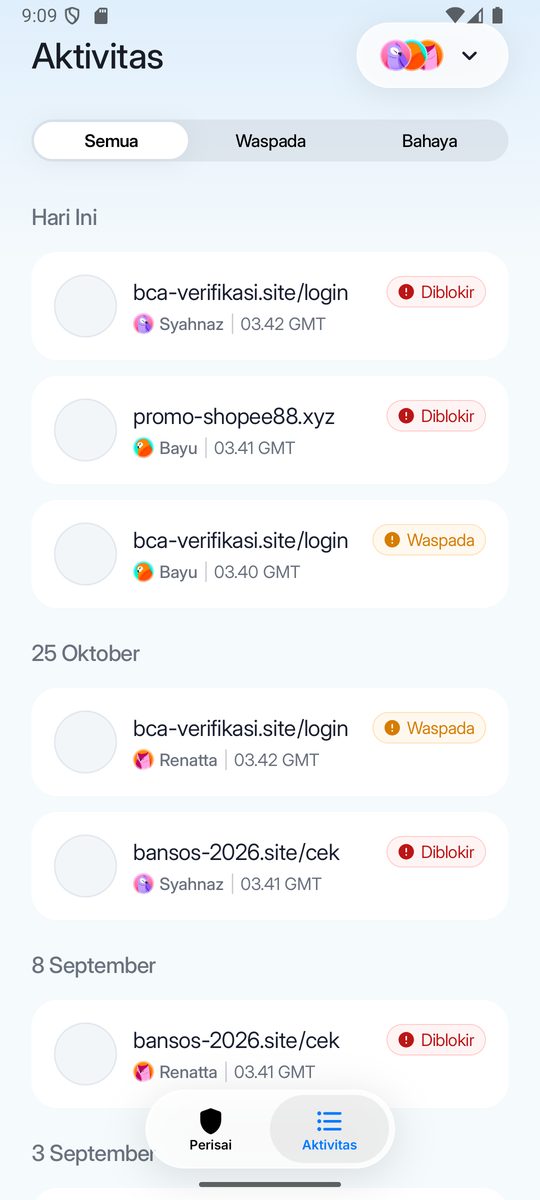 9:09
Aktivitas
Semua Waspada Bahaya
Hari Ini
bca-verifikasi.site/login Diblokir
Syahnaz | 03.42 GMT
promo-shopee88.xyz Diblokir
Bayu | 03.41 GMT
bca-verifikasi.site/login Waspada
Bayu | 03.40 GMT
25 Oktober
bca-verifikasi.site/login Waspada
Renatta | 03.42 GMT
bansos-2026.site/cek Diblokir
Syahnaz | 03.41 GMT
8 September
bansos-2026.site/cek Diblokir
Renatta | 03.41 GMT
Perisai Aktivitas
3 September